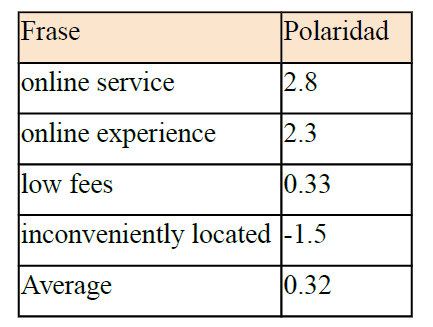 Frase Polaridad
online service 2.8
online experience 2.3
low fees 0.33
inconveniently located -1.5
Average 0.32